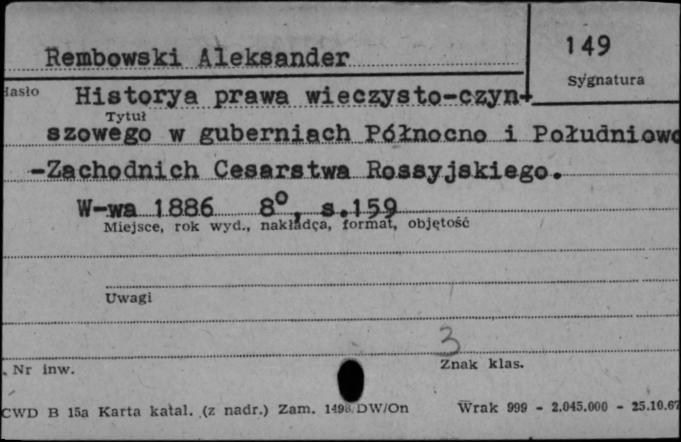 Rembowski Aleksander
149
Sygnatura
Hasło
Historya prawa wieczysto-czyn-
Tytuł
szowego w guberniach Północno i Południowo
-Zachodnich Cesarstwa Rossyjskiego.
W-wa 1886 8°, s.159
Miejsce, rok wyd., nakładca, format, objętość
Uwagi
3
Nr inw.
Znak klas.
CWD B 15a Karta katal. (z nadr.) Zam. 1498/DW/On Wrak 999 - 2.045.000 - 25.10.67